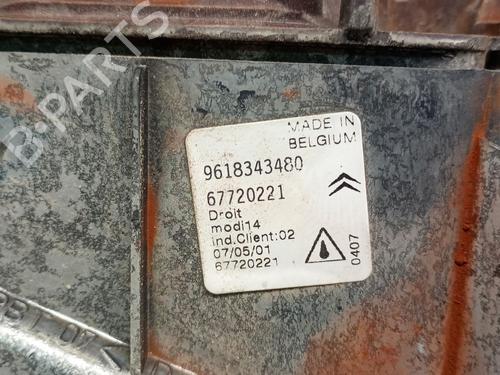 MADE IN
BELGIUM
9618343480
67720221
Droit
modi14
ind.Client:02
07/05/01
67720221
0407
B-PARTS